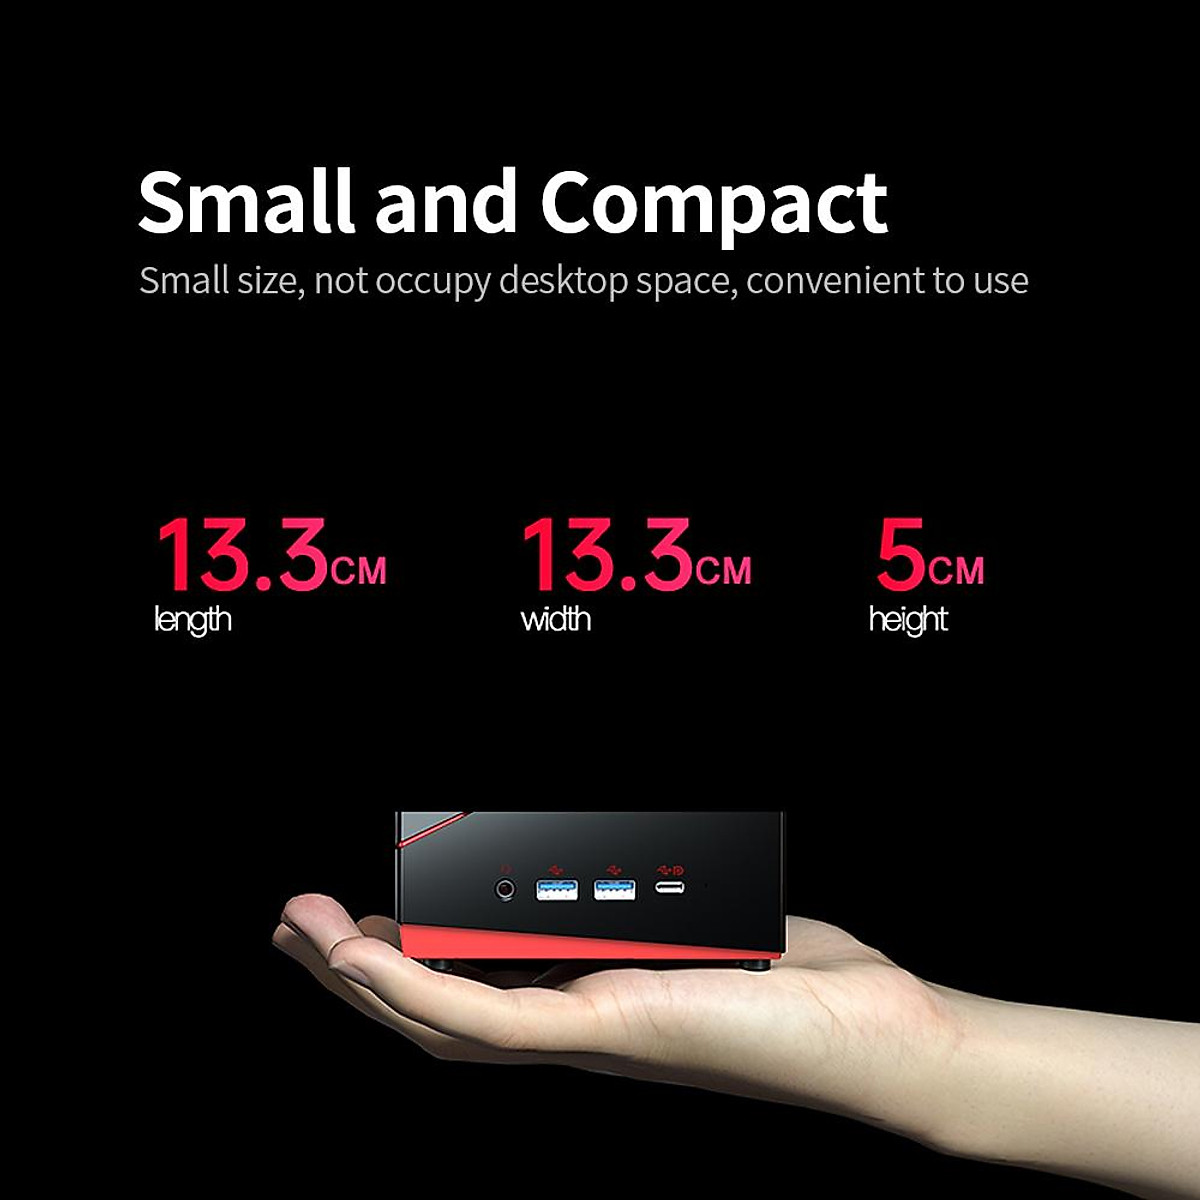 Small and Compact
Small size, not occupy desktop space, convenient to use
13.3CM
length
13.3CM
width
5CM
height